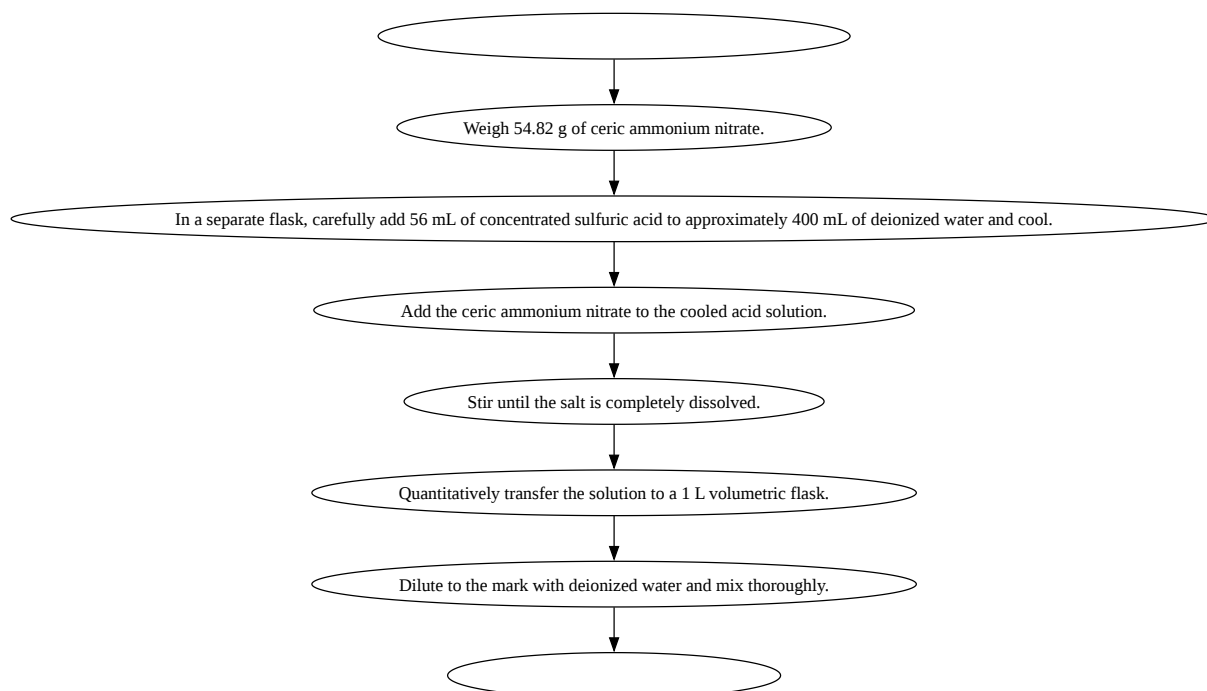 Weigh 54.82 g of ceric ammonium nitrate.
In a separate flask, carefully add 56 mL of concentrated sulfuric acid to approximately 400 mL of deionized water and cool.
Add the ceric ammonium nitrate to the cooled acid solution.
Stir until the salt is completely dissolved.
Quantitatively transfer the solution to a 1 L volumetric flask.
Dilute to the mark with deionized water and mix thoroughly.